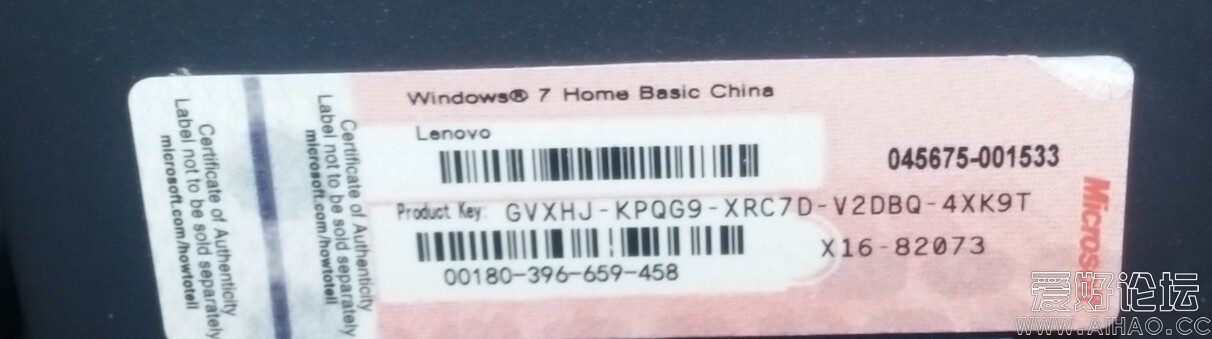 Certificate of Authenticity
Label not to be sold separately
microsoft.com/howtotell
Certificate of Authenticity
Label not to be sold separately
microsoft.com/howtotell
Windows® 7 Home Basic China
Lenovo
045675-001533
Product Key: GVXHJ-KPQG9-XRC7D-V2DBQ-4XK9T
X16-82073
00180-396-659-458
爱好论坛
WWW.AIHAO.CC